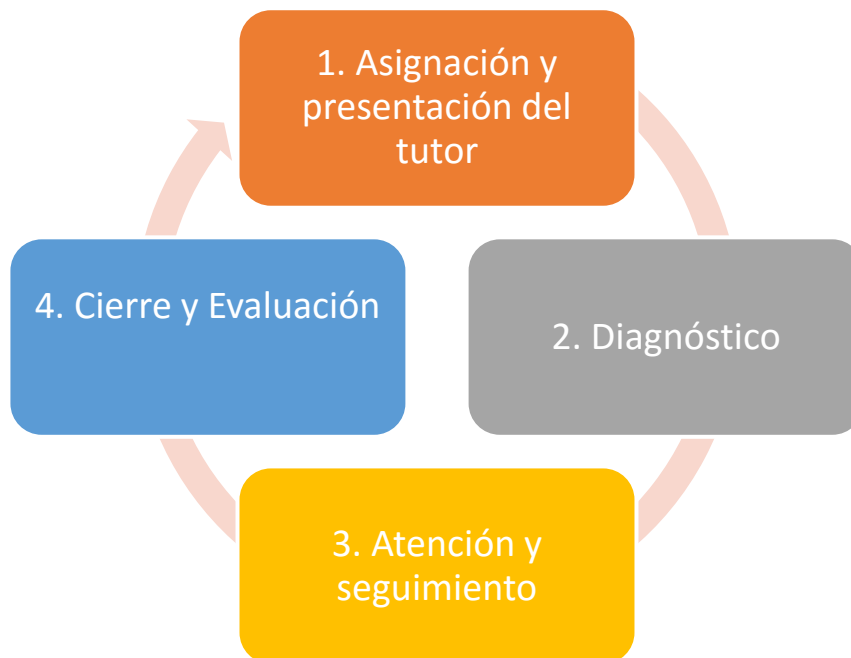 1. Asignación y
presentación del
tutor
2. Diagnóstico
3. Atención y
seguimiento
4. Cierre y Evaluación